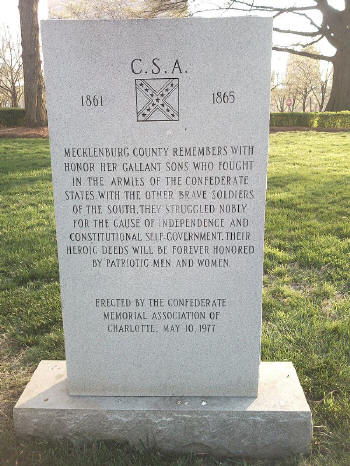 C.S.A.
1861 1865
MECKLENBURG COUNTY REMEMBERS WITH
HONOR HER GALLANT SONS WHO FOUGHT
IN THE ARMIES OF THE CONFEDERATE
STATES WITH THE OTHER BRAVE SOLDIERS
OF THE SOUTH. THEY STRUGGLED NOBLY
FOR THE CAUSE OF INDEPENDENCE AND
CONSTITUTIONAL SELF-GOVERNMENT. THEIR
HEROIC DEEDS WILL BE FOREVER HONORED
BY PATRIOTIC MEN AND WOMEN.
ERECTED BY THE CONFEDERATE
MEMORIAL ASSOCIATION OF
CHARLOTTE, MAY 10, 1977